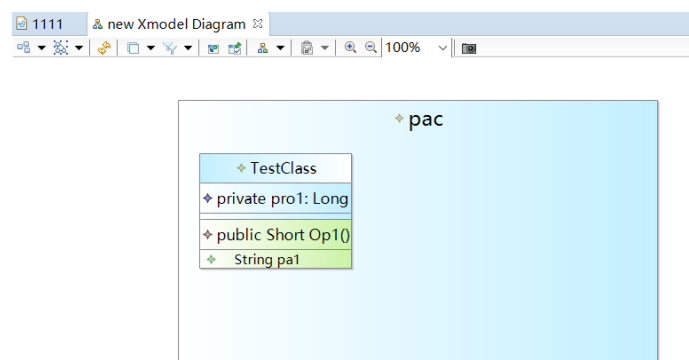 1111 new Xmodel Diagram
100%
pac
TestClass
private pro1: Long
public Short Op1()
String pa1